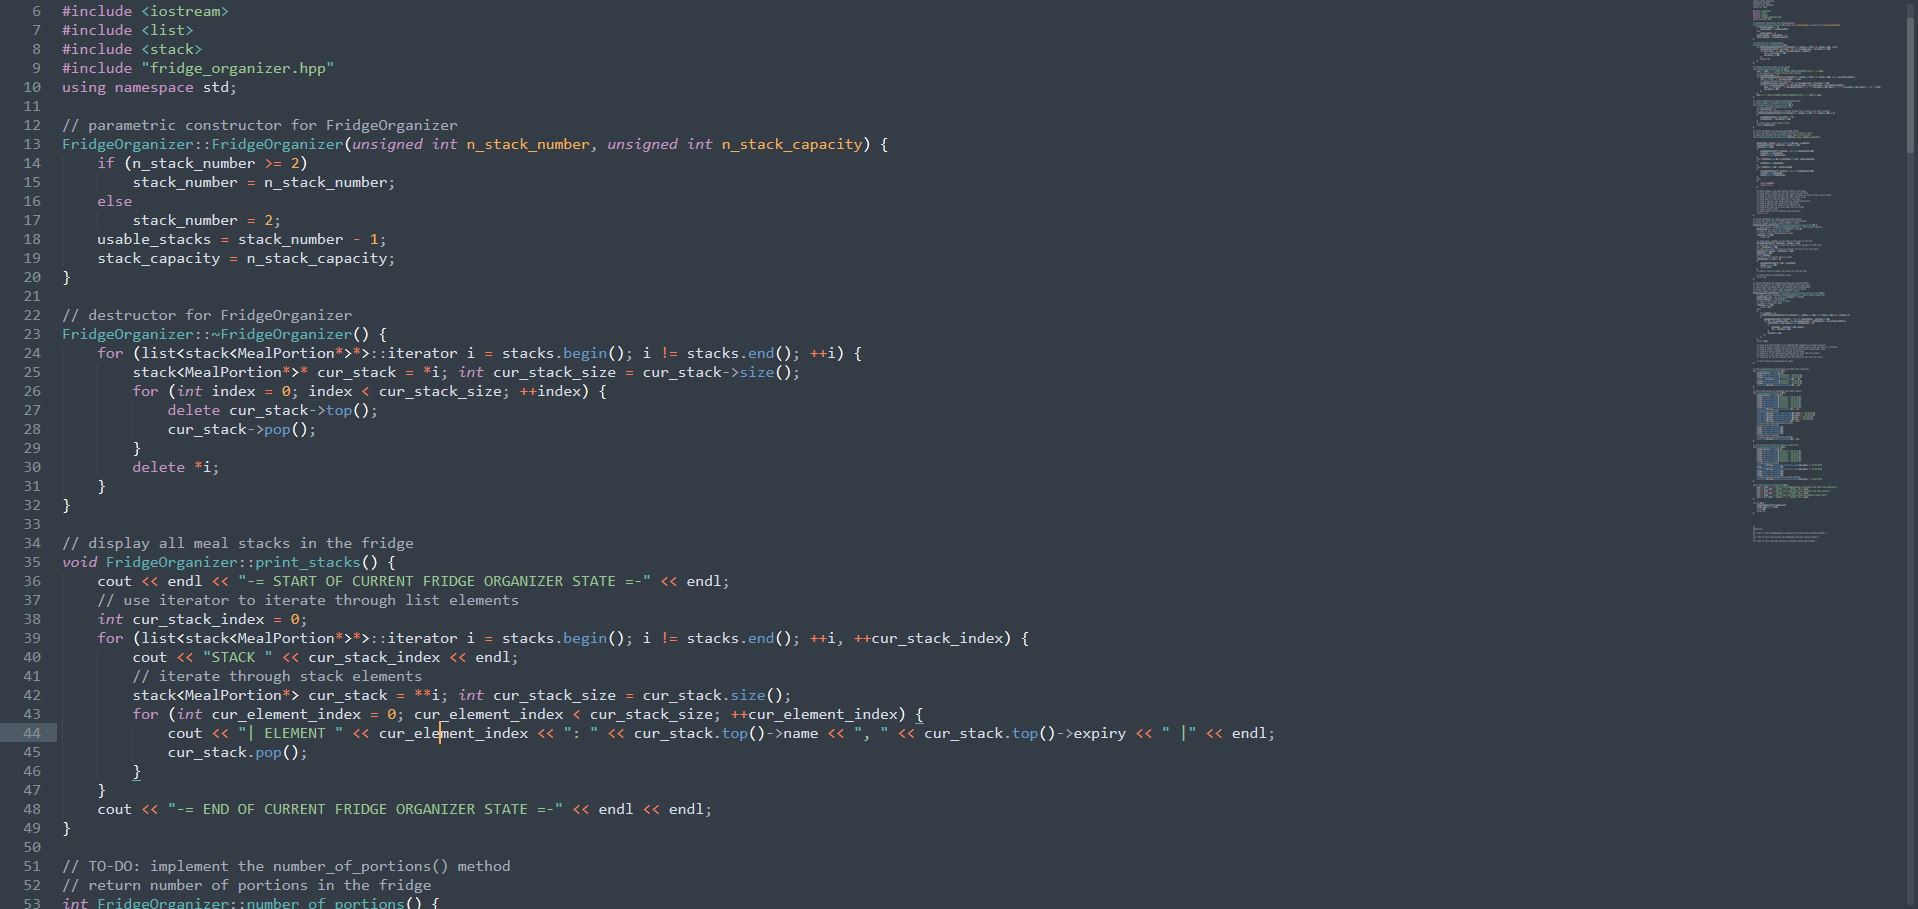 6 #include <iostream>
7 #include <list>
8 #include <stack>
9 #include "fridge_organizer.hpp"
10 using namespace std;
11
12 // parametric constructor for FridgeOrganizer
13 FridgeOrganizer::FridgeOrganizer(unsigned int n_stack_number, unsigned int n_stack_capacity) {
14     if (n_stack_number >= 2)
15         stack_number = n_stack_number;
16     else
17         stack_number = 2;
18     usable_stacks = stack_number - 1;
19     stack_capacity = n_stack_capacity;
20 }
21
22 // destructor for FridgeOrganizer
23 FridgeOrganizer::~FridgeOrganizer() {
24     for (list<stack<MealPortion*>*>::iterator i = stacks.begin(); i != stacks.end(); ++i) {
25         stack<MealPortion*>* cur_stack = *i; int cur_stack_size = cur_stack->size();
26         for (int index = 0; index < cur_stack_size; ++index) {
27             delete cur_stack->top();
28             cur_stack->pop();
29         }
30         delete *i;
31     }
32 }
33
34 // display all meal stacks in the fridge
35 void FridgeOrganizer::print_stacks() {
36     cout << endl << "-= START OF CURRENT FRIDGE ORGANIZER STATE =-" << endl;
37     // use iterator to iterate through list elements
38     int cur_stack_index = 0;
39     for (list<stack<MealPortion*>*>::iterator i = stacks.begin(); i != stacks.end(); ++i, ++cur_stack_index) {
40         cout << "STACK " << cur_stack_index << endl;
41         // iterate through stack elements
42         stack<MealPortion*> cur_stack = **i; int cur_stack_size = cur_stack.size();
43         for (int cur_element_index = 0; cur_element_index < cur_stack_size; ++cur_element_index) {
44             cout << "| ELEMENT " << cur_element_index << ": " << cur_stack.top()->name << ", " << cur_stack.top()->expiry << " |" << endl;
45             cur_stack.pop();
46         }
47     }
48     cout << "-= END OF CURRENT FRIDGE ORGANIZER STATE =-" << endl << endl;
49 }
50
51 // TO-DO: implement the number_of_portions() method
52 // return number of portions in the fridge
53 int FridgeOrganizer::number_of_portions() {